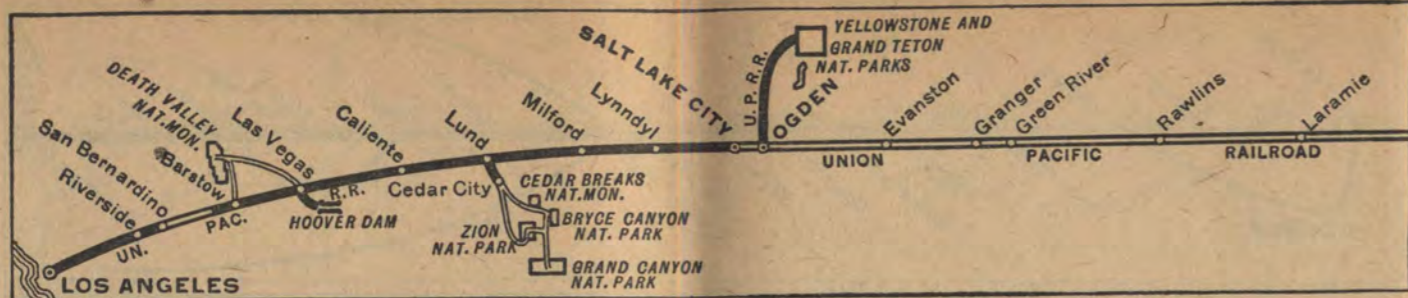 YELLOWSTONE AND
GRAND TETON
NAT. PARKS
SALT LAKE CITY
U.P. R.R.
OGDEN
Evanston
Granger
Green River
Rawlins
Laramie
UNION PACIFIC RAILROAD
DEATH VALLEY
NAT. MON.
Las Vegas
Caliente
Lund
Milford
Lynndyl
San Bernardino
Riverside
Barstow
UN. PAC. R.R.
HOOVER DAM
Cedar City
CEDAR BREAKS
NAT. MON.
BRYCE CANYON
NAT. PARK
ZION
NAT. PARK
GRAND CANYON
NAT. PARK
LOS ANGELES